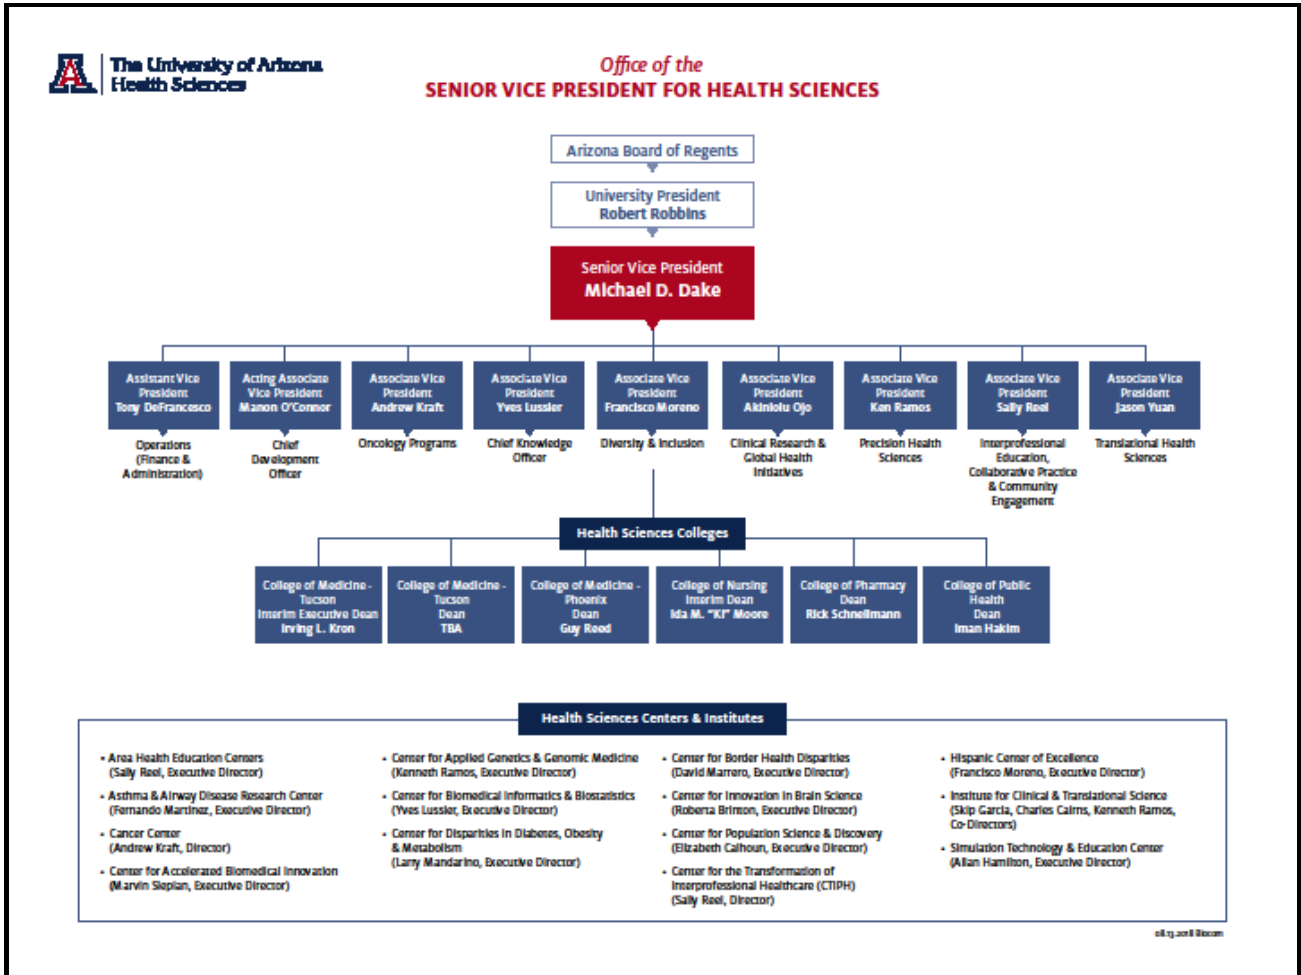 The University of Arizona
Health Sciences
Office of the
SENIOR VICE PRESIDENT FOR HEALTH SCIENCES
Arizona Board of Regents
University President
Robert Robbins
Senior Vice President
Michael D. Dake
Assistant Vice
President
Tony DeFrancesco
Operations
(Finance &
Administration)
Acting Associate
Vice President
Manon O'Connor
Chief
Development
Officer
Associate Vice
President
Andrew Kraft
Oncology Programs
Associate Vice
President
Yves Lussier
Chief Knowledge
Officer
Associate Vice
President
Francisco Moreno
Diversity & Inclusion
Associate Vice
President
Akinlolu Ojo
Clinical Research &
Global Health
Initiatives
Associate Vice
President
Ken Ramos
Precision Health
Sciences
Associate Vice
President
Sally Reel
Interprofessional
Education,
Collaborative Practice
& Community
Engagement
Associate Vice
President
Jason Yuan
Translational Health
Sciences
Health Sciences Colleges
College of Medicine -
Tucson
Interim Executive Dean
Irving L. Kron
College of Medicine -
Tucson
Dean
TBA
College of Medicine -
Phoenix
Dean
Guy Reed
College of Nursing
Interim Dean
Ida M. "Ki" Moore
College of Pharmacy
Dean
Rick Schnellmann
College of Public
Health
Dean
Iman Hakim
Health Sciences Centers & Institutes
• Area Health Education Centers
(Sally Reel, Executive Director)
• Asthma & Airway Disease Research Center
(Fernando Martinez, Executive Director)
• Cancer Center
(Andrew Kraft, Director)
• Center for Accelerated Biomedical Innovation
(Marvin Slepian, Executive Director)
• Center for Applied Genetics & Genomic Medicine
(Kenneth Ramos, Executive Director)
• Center for Biomedical Informatics & Biostatistics
(Yves Lussier, Executive Director)
• Center for Disparities in Diabetes, Obesity
& Metabolism
(Larry Mandarino, Executive Director)
• Center for Border Health Disparities
(David Marrero, Executive Director)
• Center for Innovation in Brain Science
(Roberta Brinton, Executive Director)
• Center for Population Science & Discovery
(Elizabeth Calhoun, Executive Director)
• Center for the Transformation of
Interprofessional Healthcare (CTIPH)
(Sally Reel, Director)
• Hispanic Center of Excellence
(Francisco Moreno, Executive Director)
• Institute for Clinical & Translational Science
(Skip Garcia, Charles Cairns, Kenneth Ramos,
Co-Directors)
• Simulation Technology & Education Center
(Allan Hamilton, Executive Director)
08.13.2018 Biocom